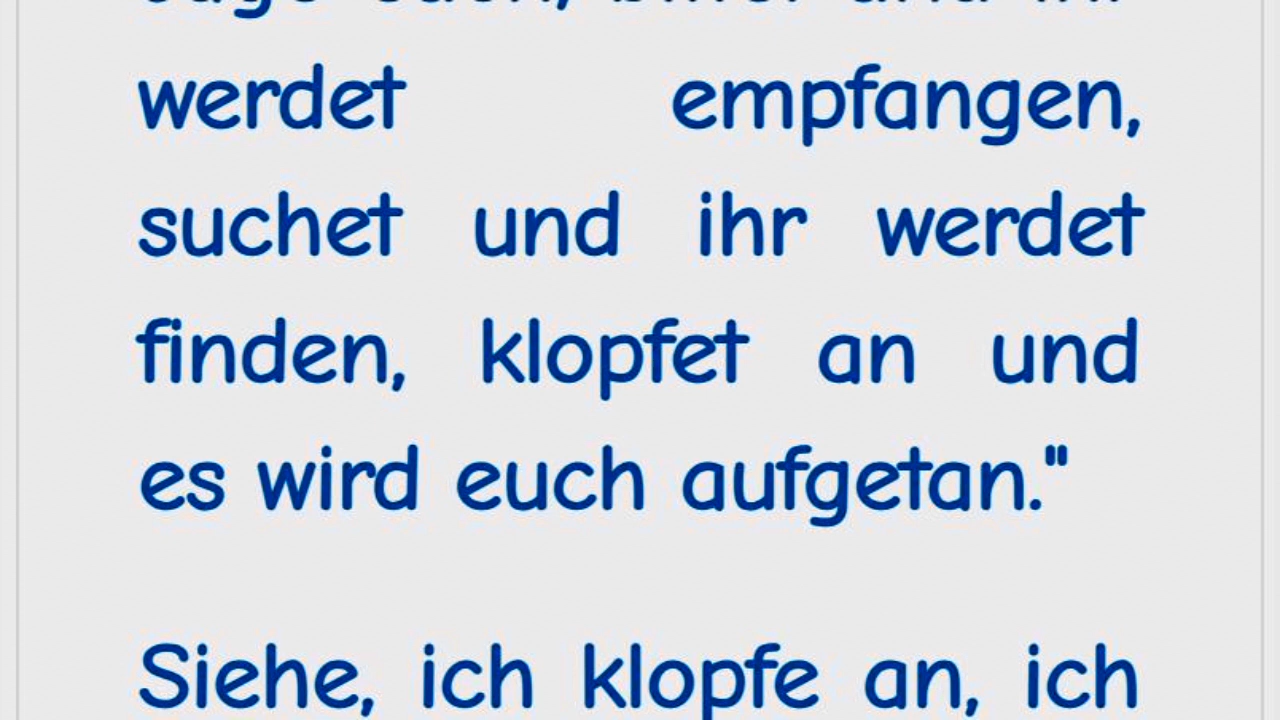 werdet empfangen,
suchet und ihr werdet
finden, klopfet an und
es wird euch aufgetan."
Siehe, ich klopfe an, ich